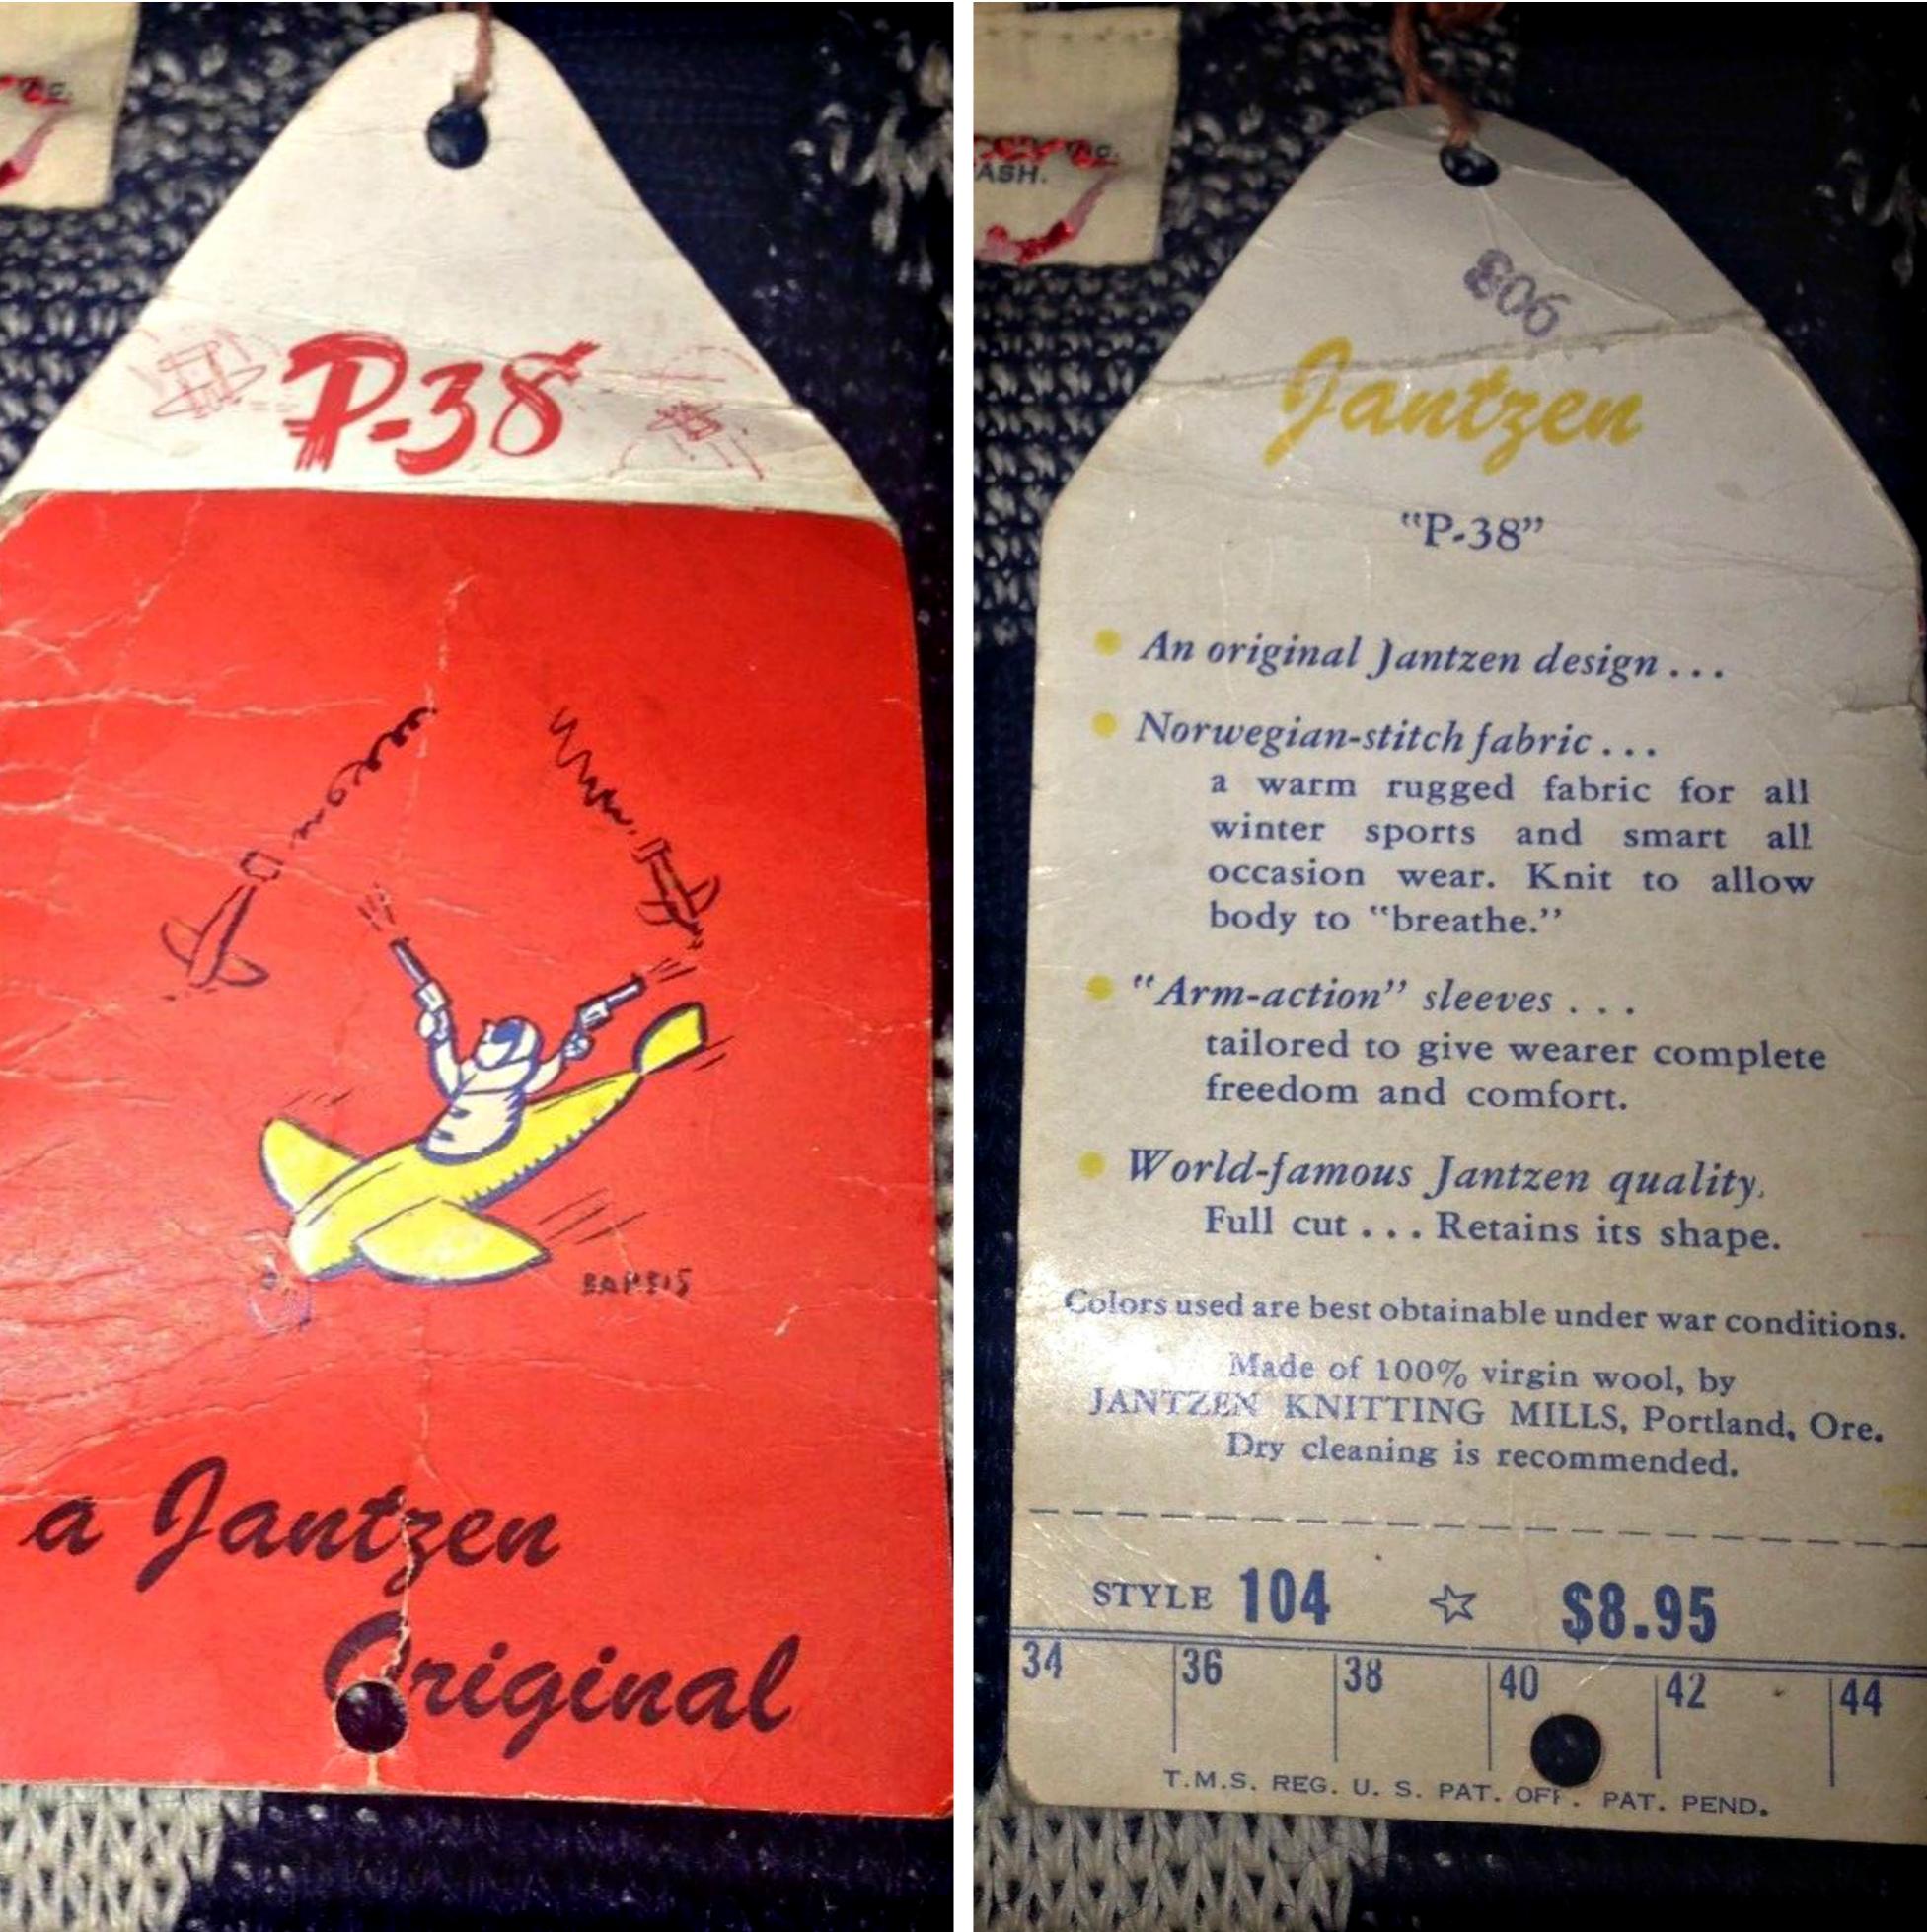 P-38
BANDIS
a Jantzen
Original
ASH.
806
Jantzen
“P-38”
An original Jantzen design...
Norwegian-stitch fabric...
a warm rugged fabric for all
winter sports and smart all
occasion wear. Knit to allow
body to “breathe.”
“Arm-action” sleeves...
tailored to give wearer complete
freedom and comfort.
World-famous Jantzen quality.
Full cut... Retains its shape.
Colors used are best obtainable under war conditions.
Made of 100% virgin wool, by
JANTZEN KNITTING MILLS, Portland, Ore.
Dry cleaning is recommended.
STYLE 104 ☆ $8.95
34 36 38 40 42 44
T.M.S. REG. U. S. PAT. OFF. PAT. PEND.